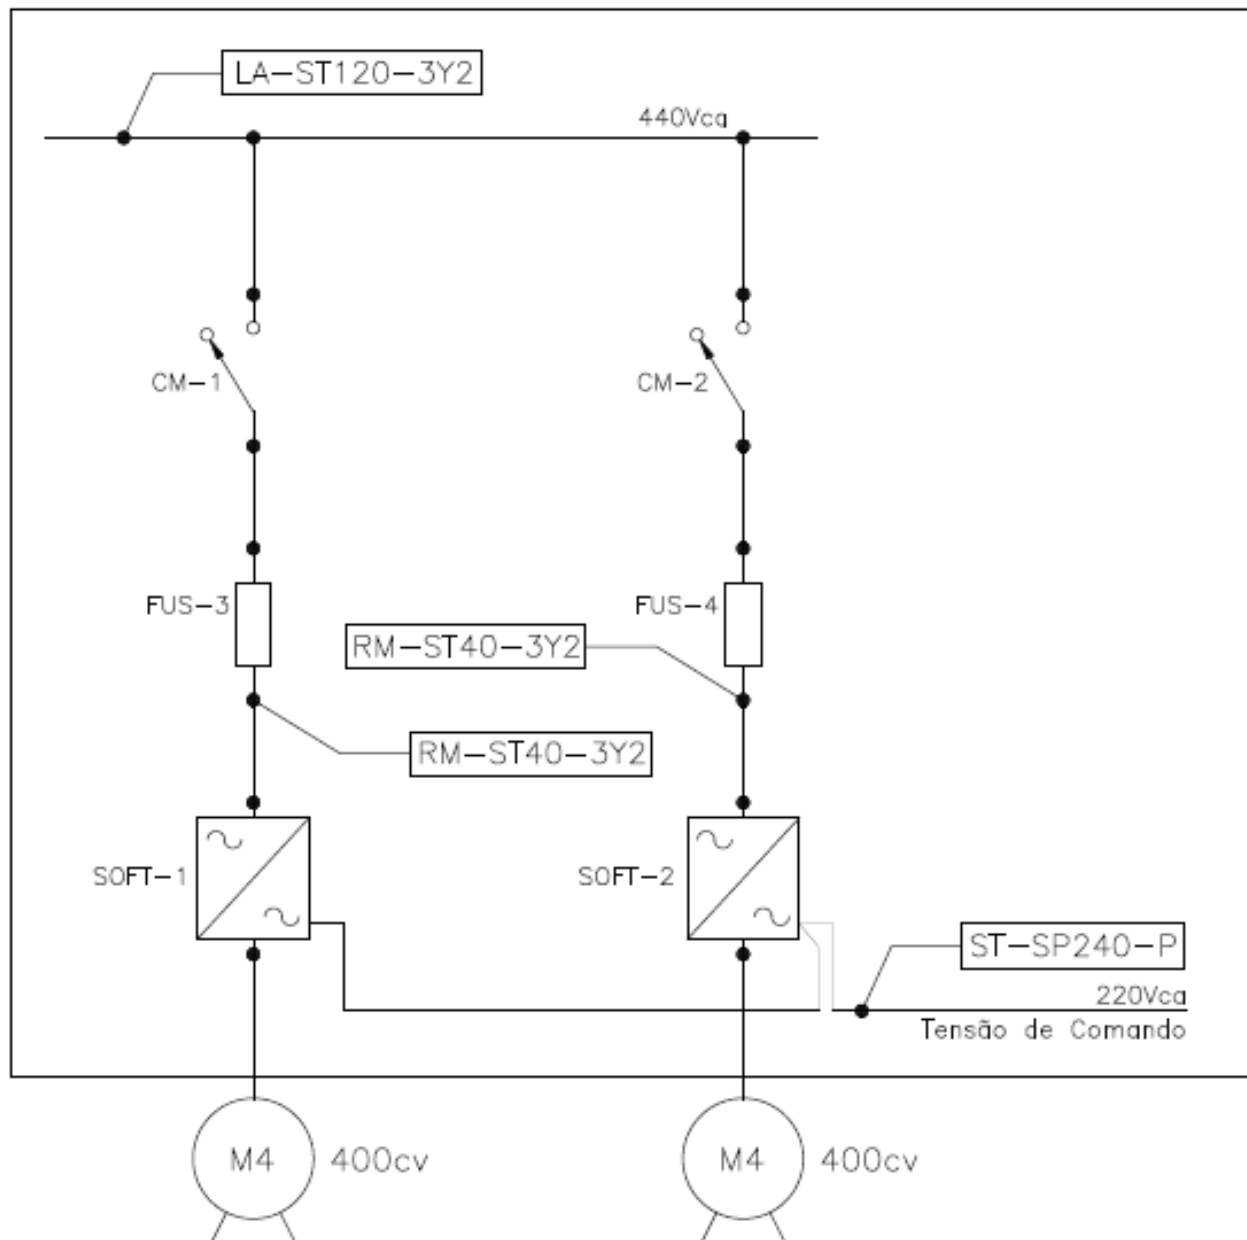 LA-ST120-3Y2
440Vca
CM-1
CM-2
FUS-3
FUS-4
RM-ST40-3Y2
RM-ST40-3Y2
SOFT-1
SOFT-2
ST-SP240-P
220Vca
Tensão de Comando
M4 400cv
M4 400cv